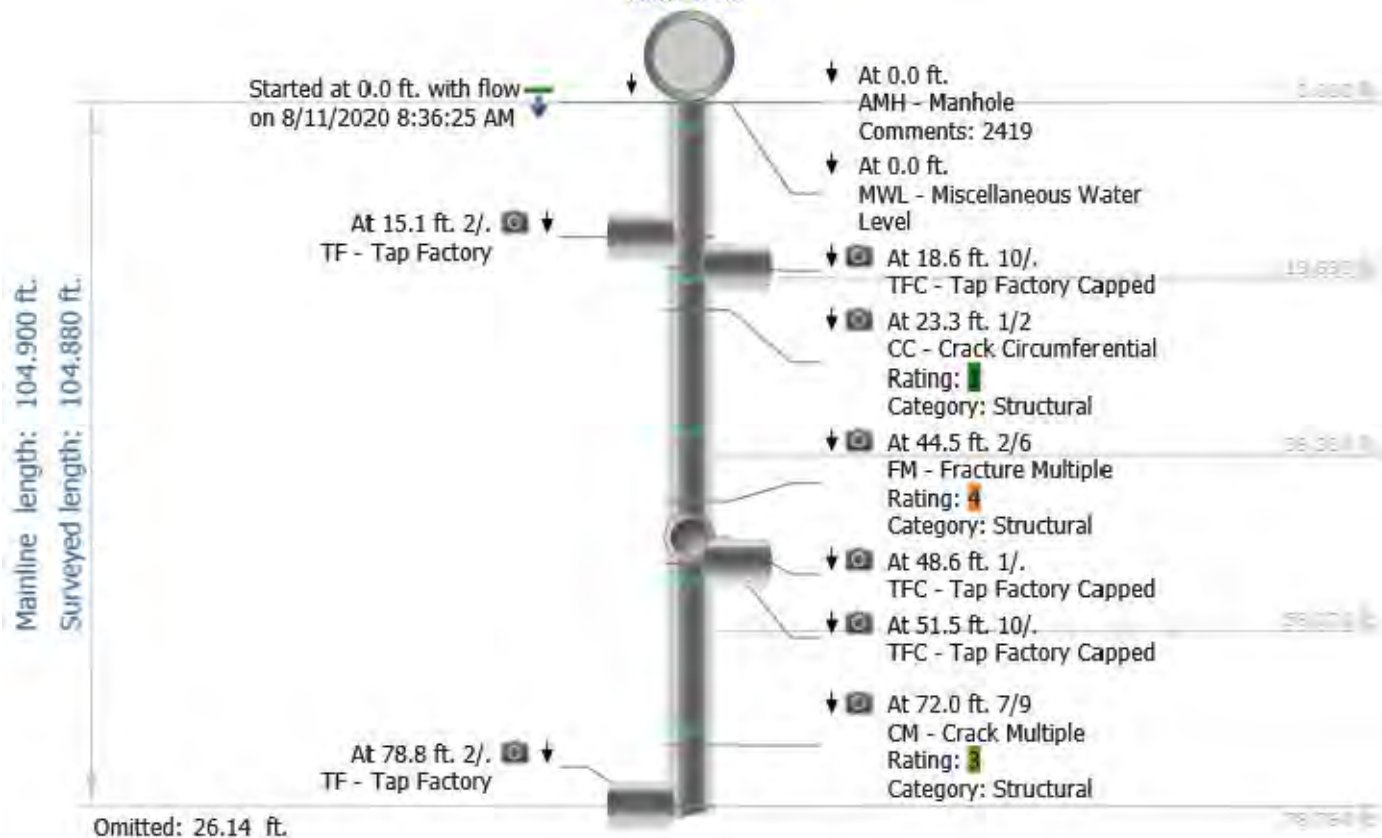 Started at 0.0 ft. with flow
on 8/11/2020 8:36:25 AM
At 0.0 ft.
AMH - Manhole
Comments: 2419
At 0.0 ft.
MWL - Miscellaneous Water
Level
At 15.1 ft. 2/.
TF - Tap Factory
At 18.6 ft. 10/.
TFC - Tap Factory Capped
At 23.3 ft. 1/2
CC - Crack Circumferential
Rating: 1
Category: Structural
At 44.5 ft. 2/6
FM - Fracture Multiple
Rating: 4
Category: Structural
At 48.6 ft. 1/.
TFC - Tap Factory Capped
At 51.5 ft. 10/.
TFC - Tap Factory Capped
At 72.0 ft. 7/9
CM - Crack Multiple
Rating: 3
Category: Structural
At 78.8 ft. 2/.
TF - Tap Factory
Mainline length: 104.900 ft.
Surveyed length: 104.880 ft.
Omitted: 26.14 ft.